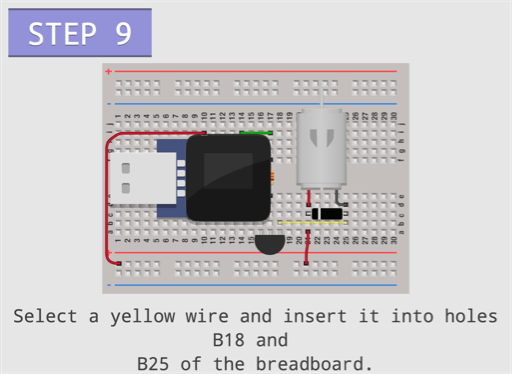 STEP 9
Select a yellow wire and insert it into holes
B18 and
B25 of the breadboard.